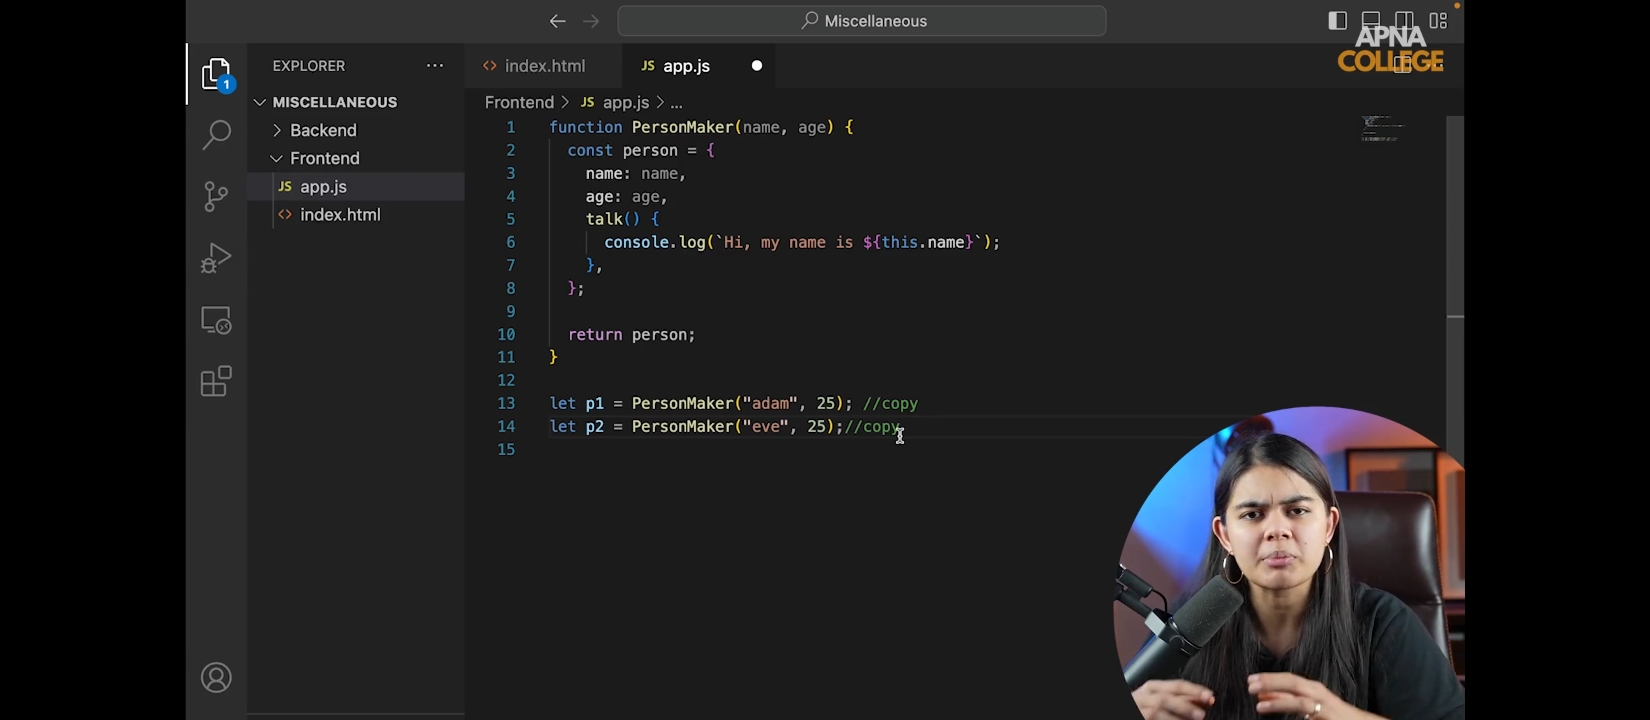 Miscellaneous
APNA
COLLEGE
EXPLORER
index.html
JS app.js
1
MISCELLANEOUS
Frontend > JS app.js > ...
Backend
Frontend
JS app.js
index.html
1 function PersonMaker(name, age) {
2 const person = {
3 name: name,
4 age: age,
5 talk() {
6 console.log(`Hi, my name is ${this.name}`);
7 },
8 };
9
10 return person;
11 }
12
13 let p1 = PersonMaker("adam", 25); //copy
14 let p2 = PersonMaker("eve", 25);//copy
15